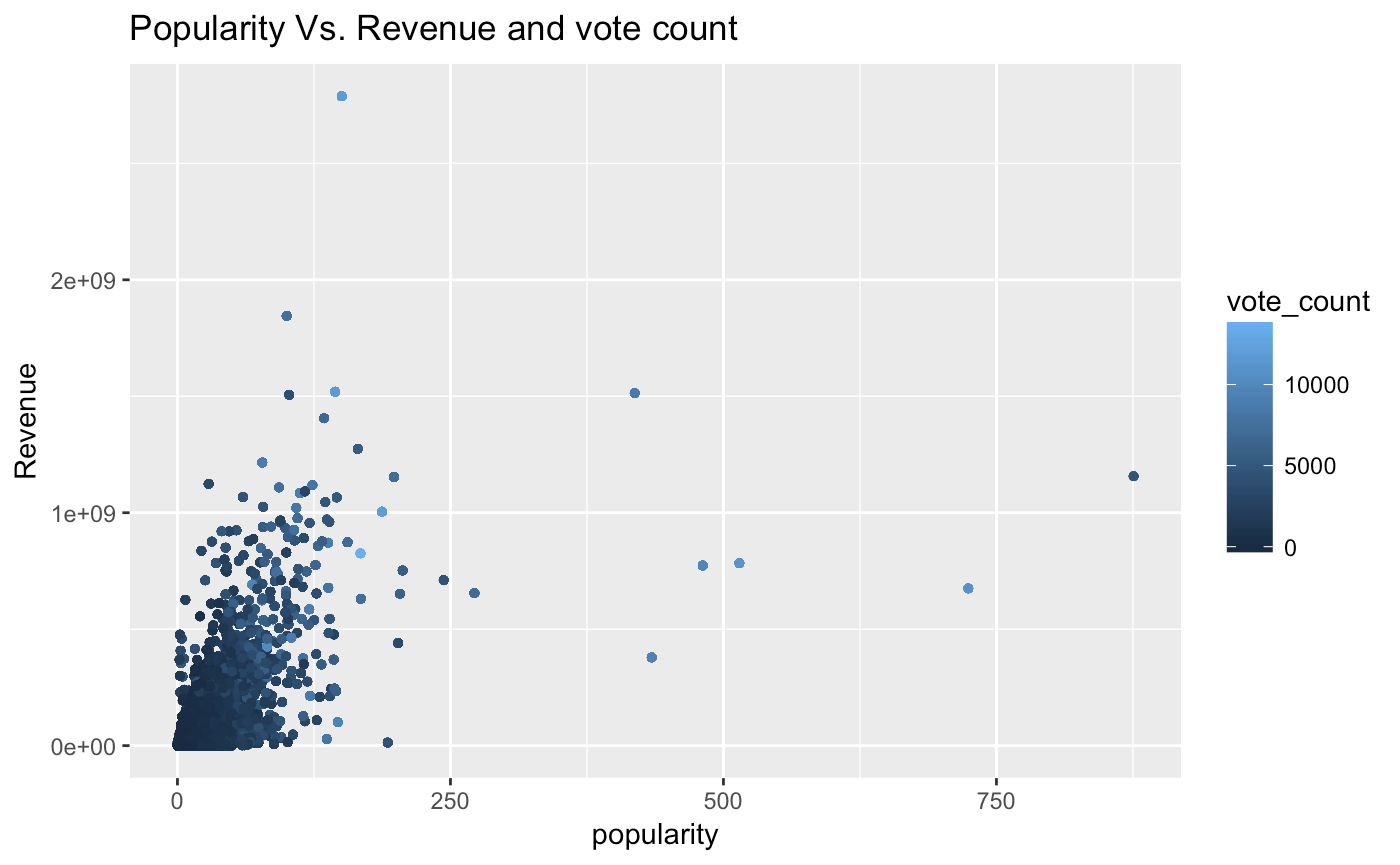 Popularity Vs. Revenue and vote count
Revenue
2e+09
1e+09
0e+00
0
250
500
750
popularity
vote_count
10000
5000
0